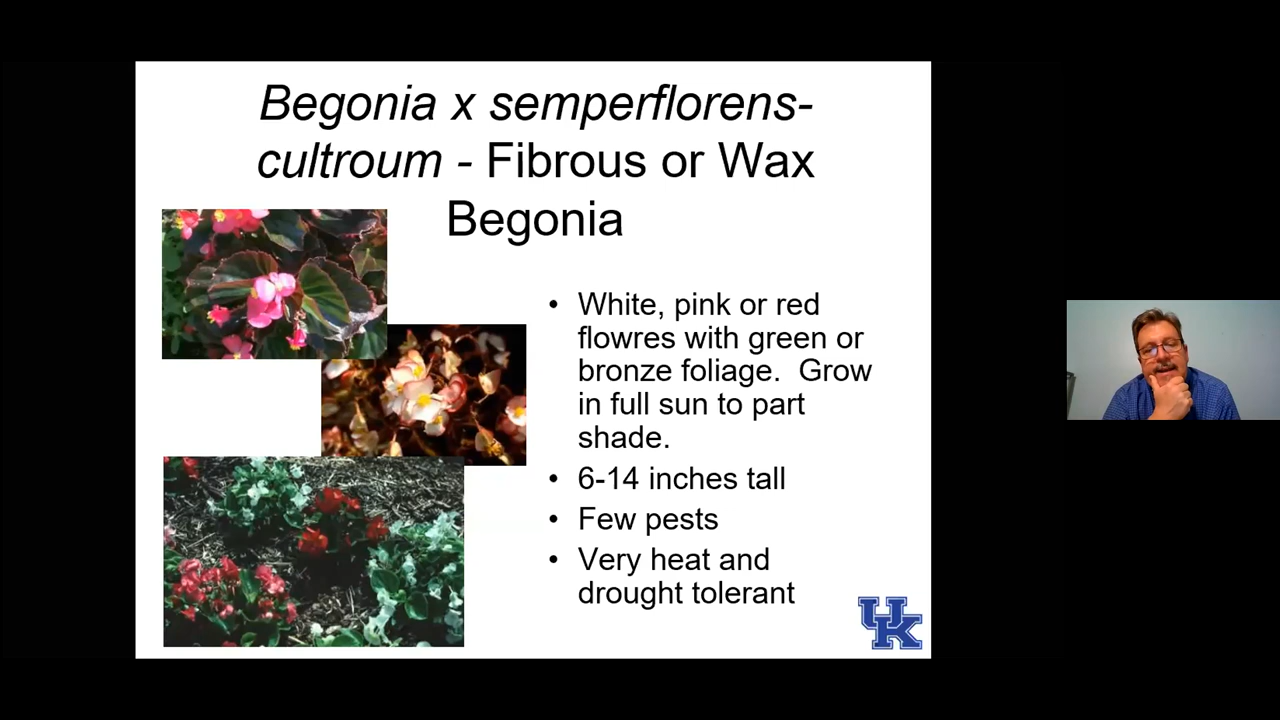 Begonia x semperflorens-
cultroum - Fibrous or Wax
Begonia
• White, pink or red
flowres with green or
bronze foliage.  Grow
in full sun to part
shade.
• 6-14 inches tall
• Few pests
• Very heat and
drought tolerant
UK